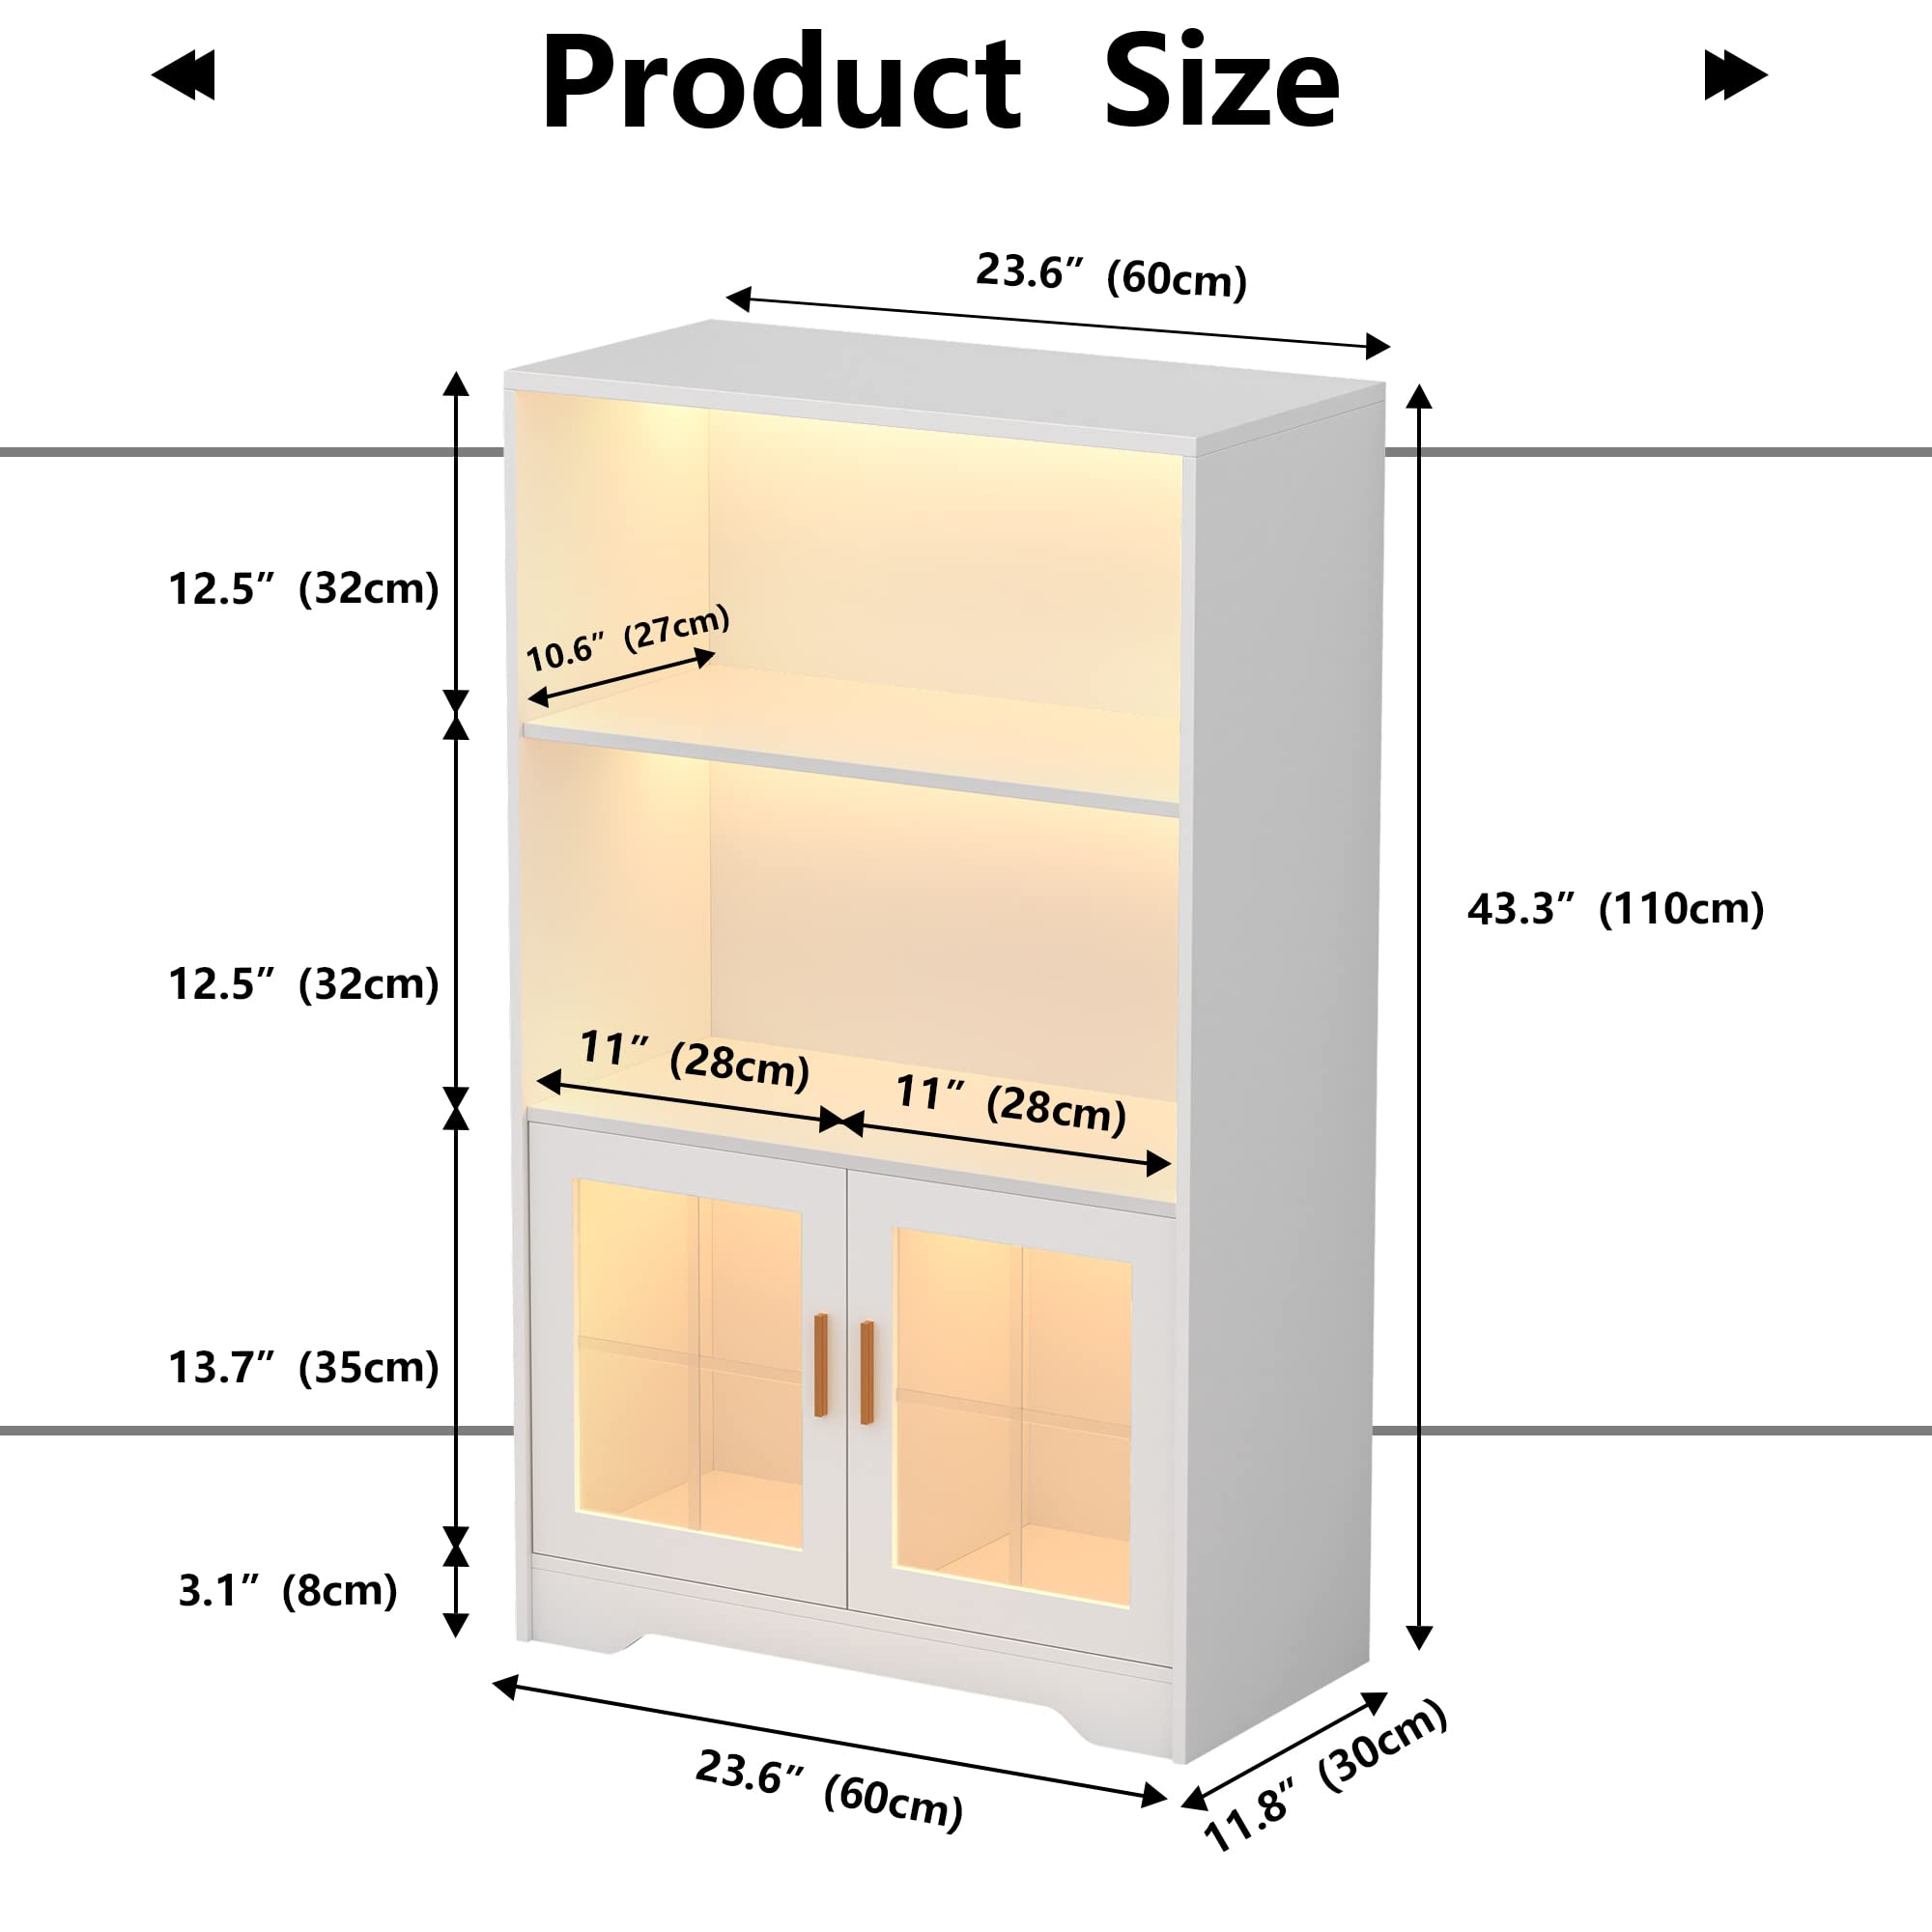 Product Size
23.6" (60cm)
12.5" (32cm)
10.6" (27cm)
43.3" (110cm)
12.5" (32cm)
11" (28cm)
11" (28cm)
13.7" (35cm)
3.1" (8cm)
23.6" (60cm)
11.8" (30cm)